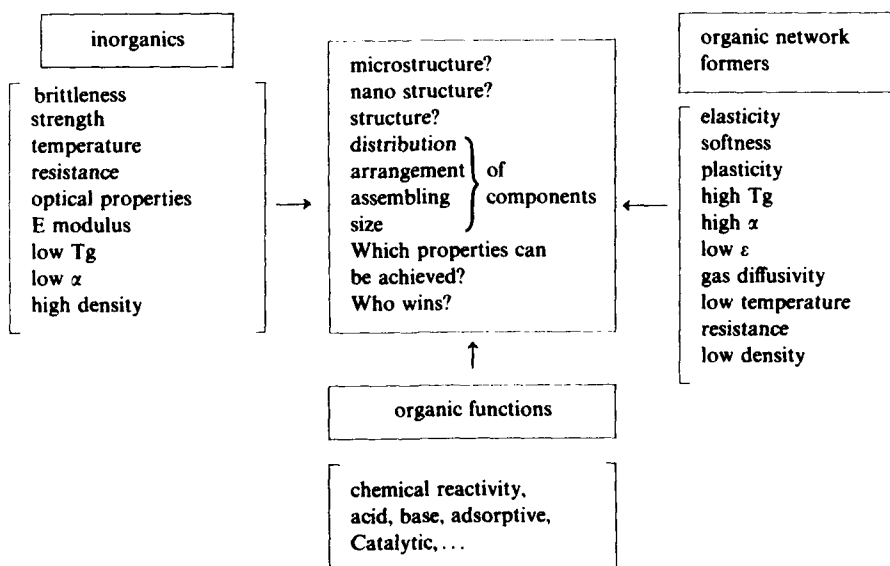 inorganics
brittleness
strength
temperature
resistance
optical properties
E modulus
low Tg
low α
high density
microstructure?
nano structure?
structure?
distribution
arrangement
assembling
size
of
components
Which properties can
be achieved?
Who wins?
organic network
formers
elasticity
softness
plasticity
high Tg
high α
low ε
gas diffusivity
low temperature
resistance
low density
organic functions
chemical reactivity,
acid, base, adsorptive,
Catalytic,...